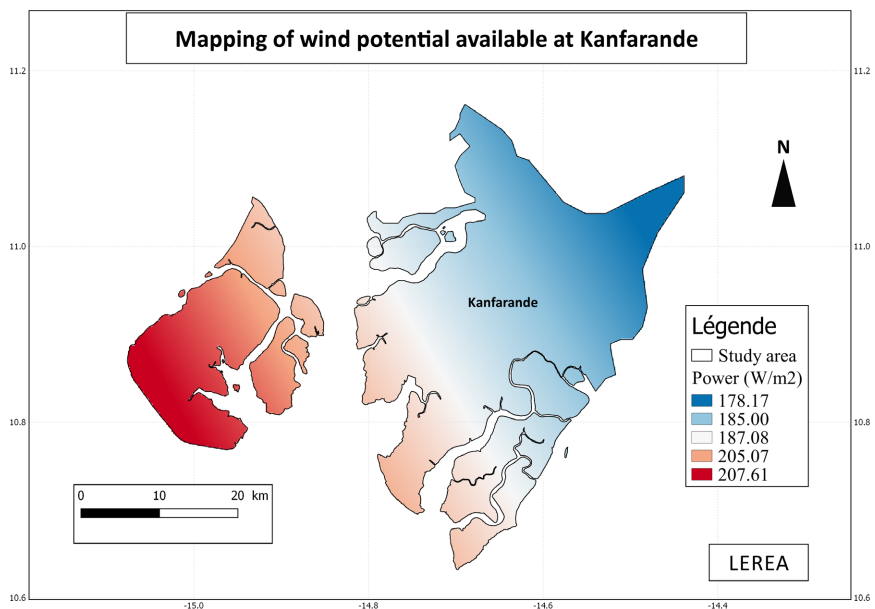 Mapping of wind potential available at Kanfarande
11.2
11.2
N
11.0
11.0
Kanfarande
Légende
Study area
Power (W/m2)
178.17
185.00
187.08
205.07
207.61
10.8
10.8
0 10 20 km
LEREA
10.6
10.6
-15.0 -14.8 -14.6 -14.4